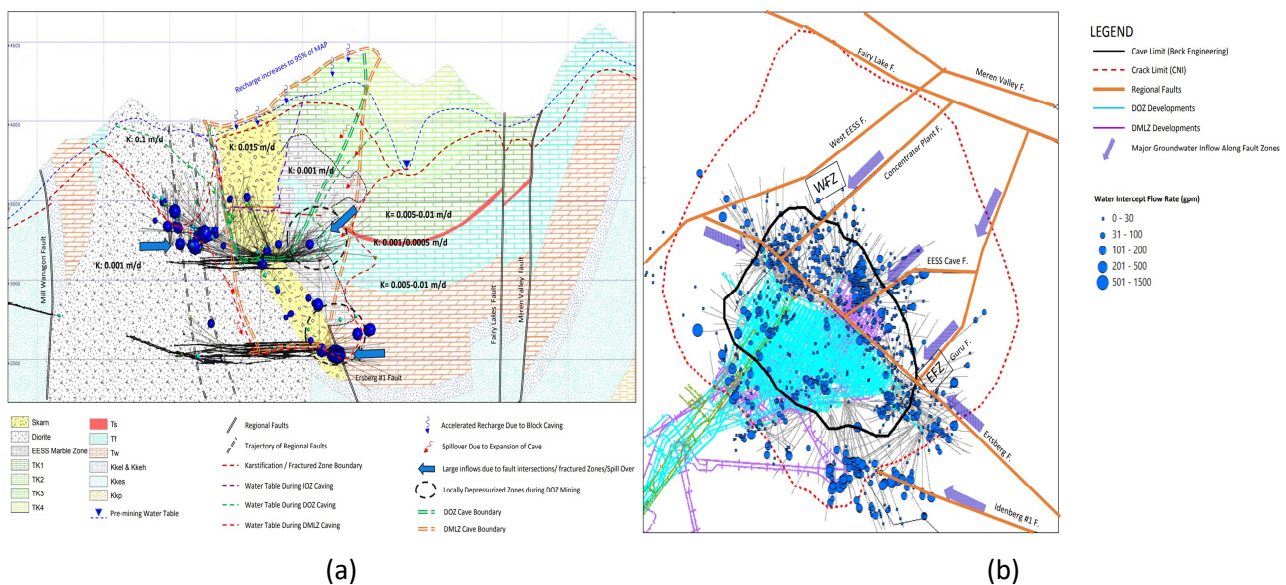 4500
4000
3500
3000
2500
Recharge increases to 95% of MAP
K: 0.1 m/d
K: 0.015 m/d
K: 0.001 m/d
K= 0.005-0.01 m/d
K: 0.001/0.0005 m/d
K: 0.001 m/d
K= 0.005-0.01 m/d
Mill Wanagon Fault
Fairy Lakes Fault
Meren Valley Fault
Ersberg #1 Fault
Skarn
Diorite
EESS Marble Zone
TK1
TK2
TK3
TK4
Ts
Tf
Tw
Kkel & Kkeh
Kkes
Kkp
Pre-mining Water Table
Regional Faults
Trajectory of Regional Faults
Karstification / Fractured Zone Boundary
Water Table During IOZ Caving
Water Table During DOZ Caving
Water Table During DMLZ Caving
Accelerated Recharge Due to Block Caving
Spillover Due to Expansion of Cave
Large inflows due to fault intersections/ fractured Zones/Spill Over
Locally Depressurized Zones during DOZ Mining
DOZ Cave Boundary
DMLZ Cave Boundary
(a)
Fairy Lake F.
Meren Valley F.
West EESS F.
Concentrator Plant F.
WFZ
EESS Cave F.
Guru F.
EFZ
Erısberg F.
Idenberg #1 F.
(b)
LEGEND
Cave Limit (Beck Engineering)
Crack Limit (CNI)
Regional Faults
DOZ Developments
DMLZ Developments
Major Groundwater Inflow Along Fault Zones
Water Intercept Flow Rate (gpm)
0 - 30
31 - 100
101 - 200
201 - 500
501 - 1500